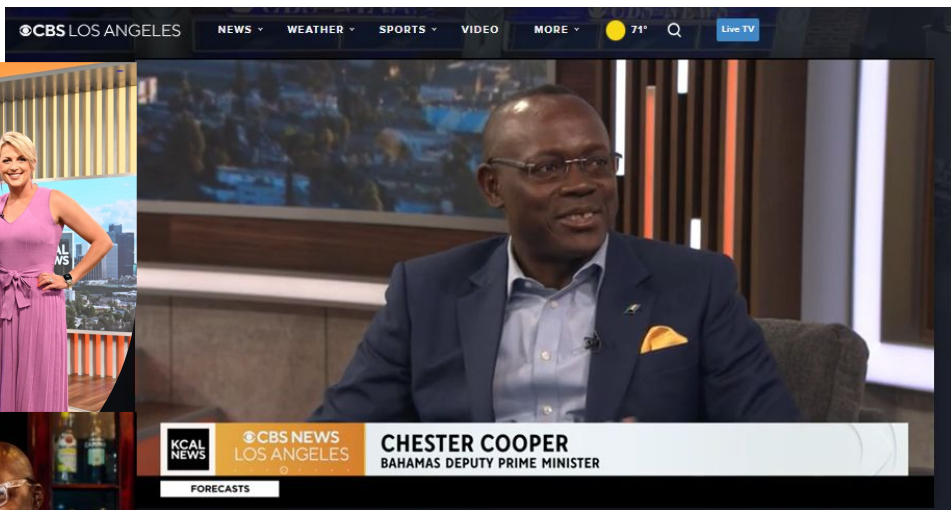 CBS LOS ANGELES NEWS WEATHER SPORTS VIDEO MORE 71° Live TV
KCAL
NEWS
CBS NEWS
LOS ANGELES
CHESTER COOPER
BAHAMAS DEPUTY PRIME MINISTER
FORECASTS